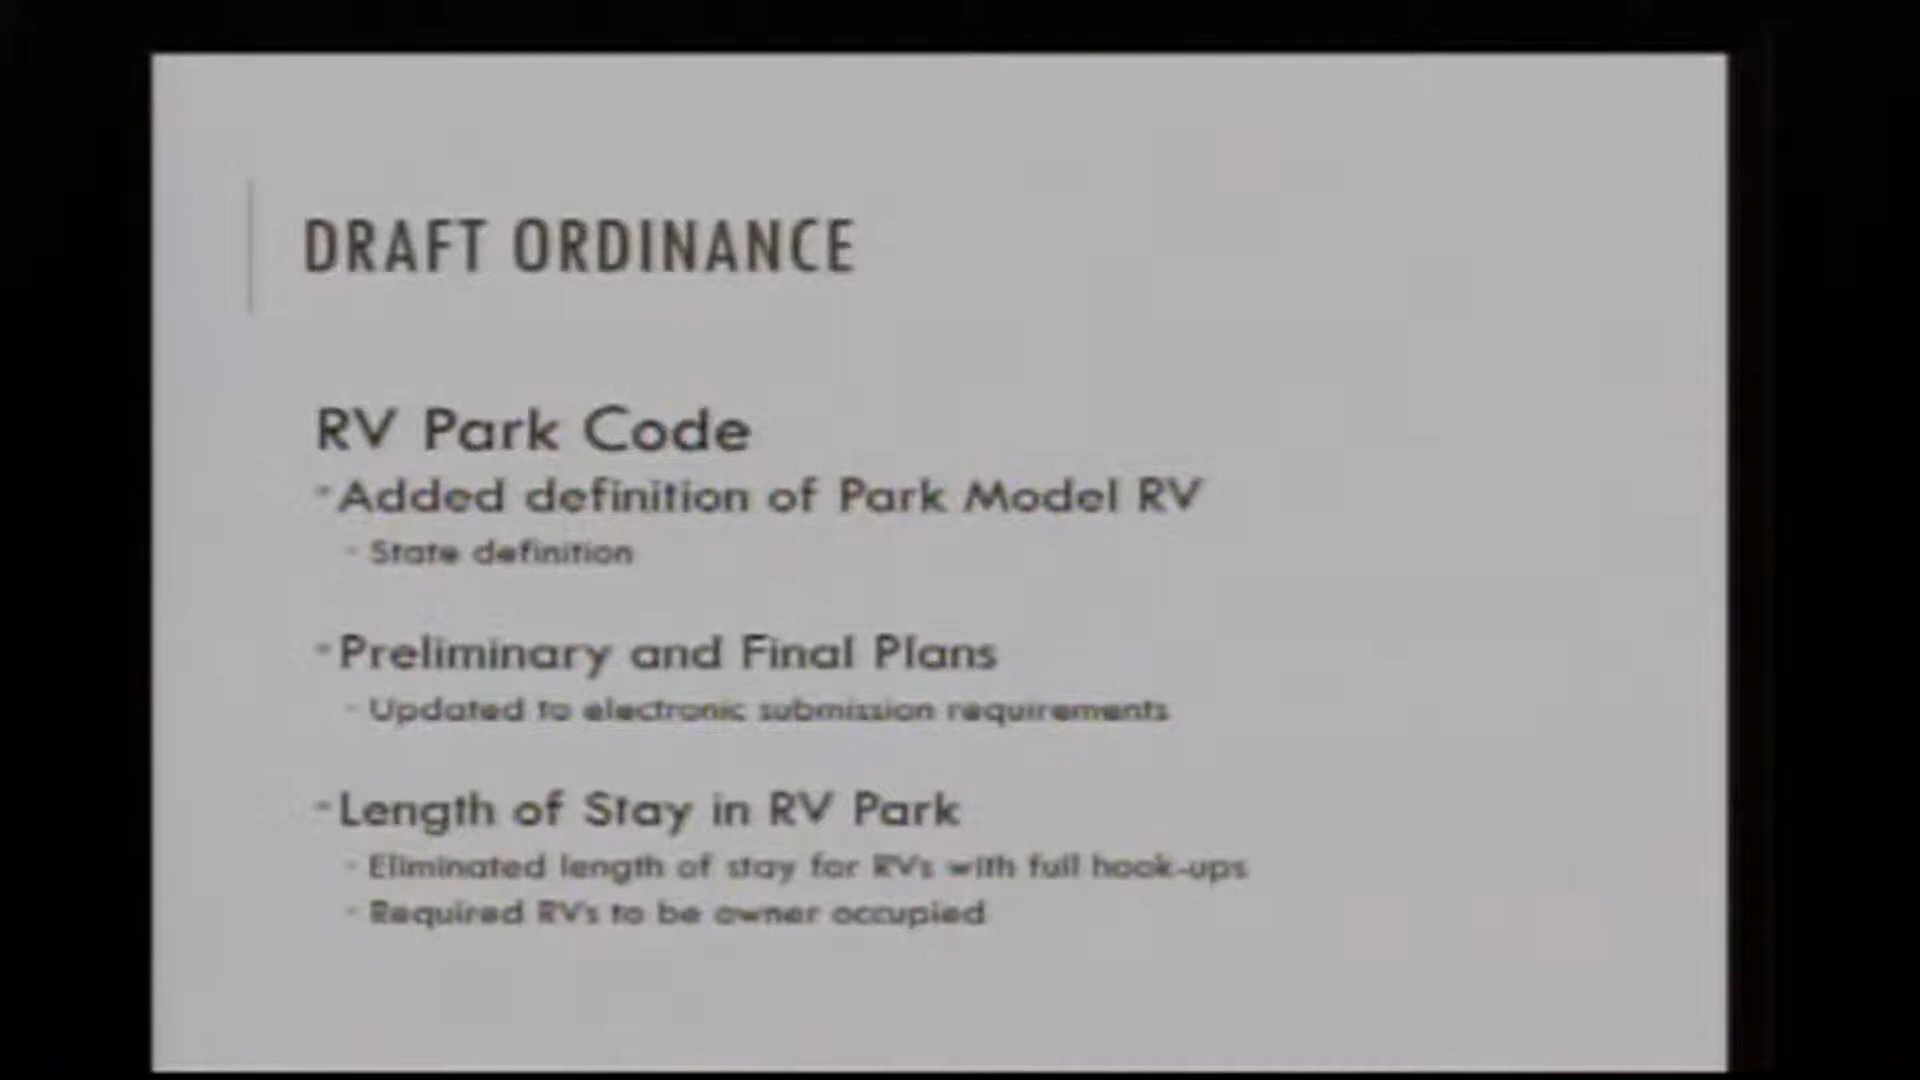 DRAFT ORDINANCE
RV Park Code
-Added definition of Park Model RV
- State definition
-Preliminary and Final Plans
- Updated to electronic submission requirements
-Length of Stay in RV Park
- Eliminated length of stay for RVs with full hook-ups
- Required RVs to be owner occupied